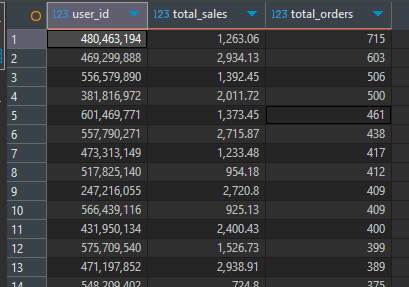 123 user_id 123 total_sales 123 total_orders
1 480,463,194 1,263.06 715
2 469,299,888 2,934.13 603
3 556,579,890 1,392.45 506
4 381,816,972 2,011.72 500
5 601,469,771 1,373.45 461
6 557,790,271 2,715.87 438
7 473,313,149 1,233.48 417
8 517,825,140 954.18 412
9 247,216,055 2,720.8 409
10 566,439,116 925.13 409
11 431,950,134 2,400.43 400
12 575,709,540 1,526.73 399
13 471,197,852 2,938.91 389
14 548,209,402 724.8 375